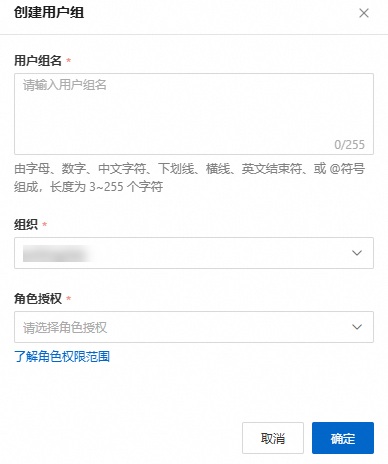 创建用户组
用户组名 *
请输入用户组名
0/255
由字母、数字、中文字符、下划线、横线、英文结束符、或 @符号
组成，长度为 3~255 个字符
组织 *
角色授权 *
请选择角色授权
了解角色权限范围
取消
确定